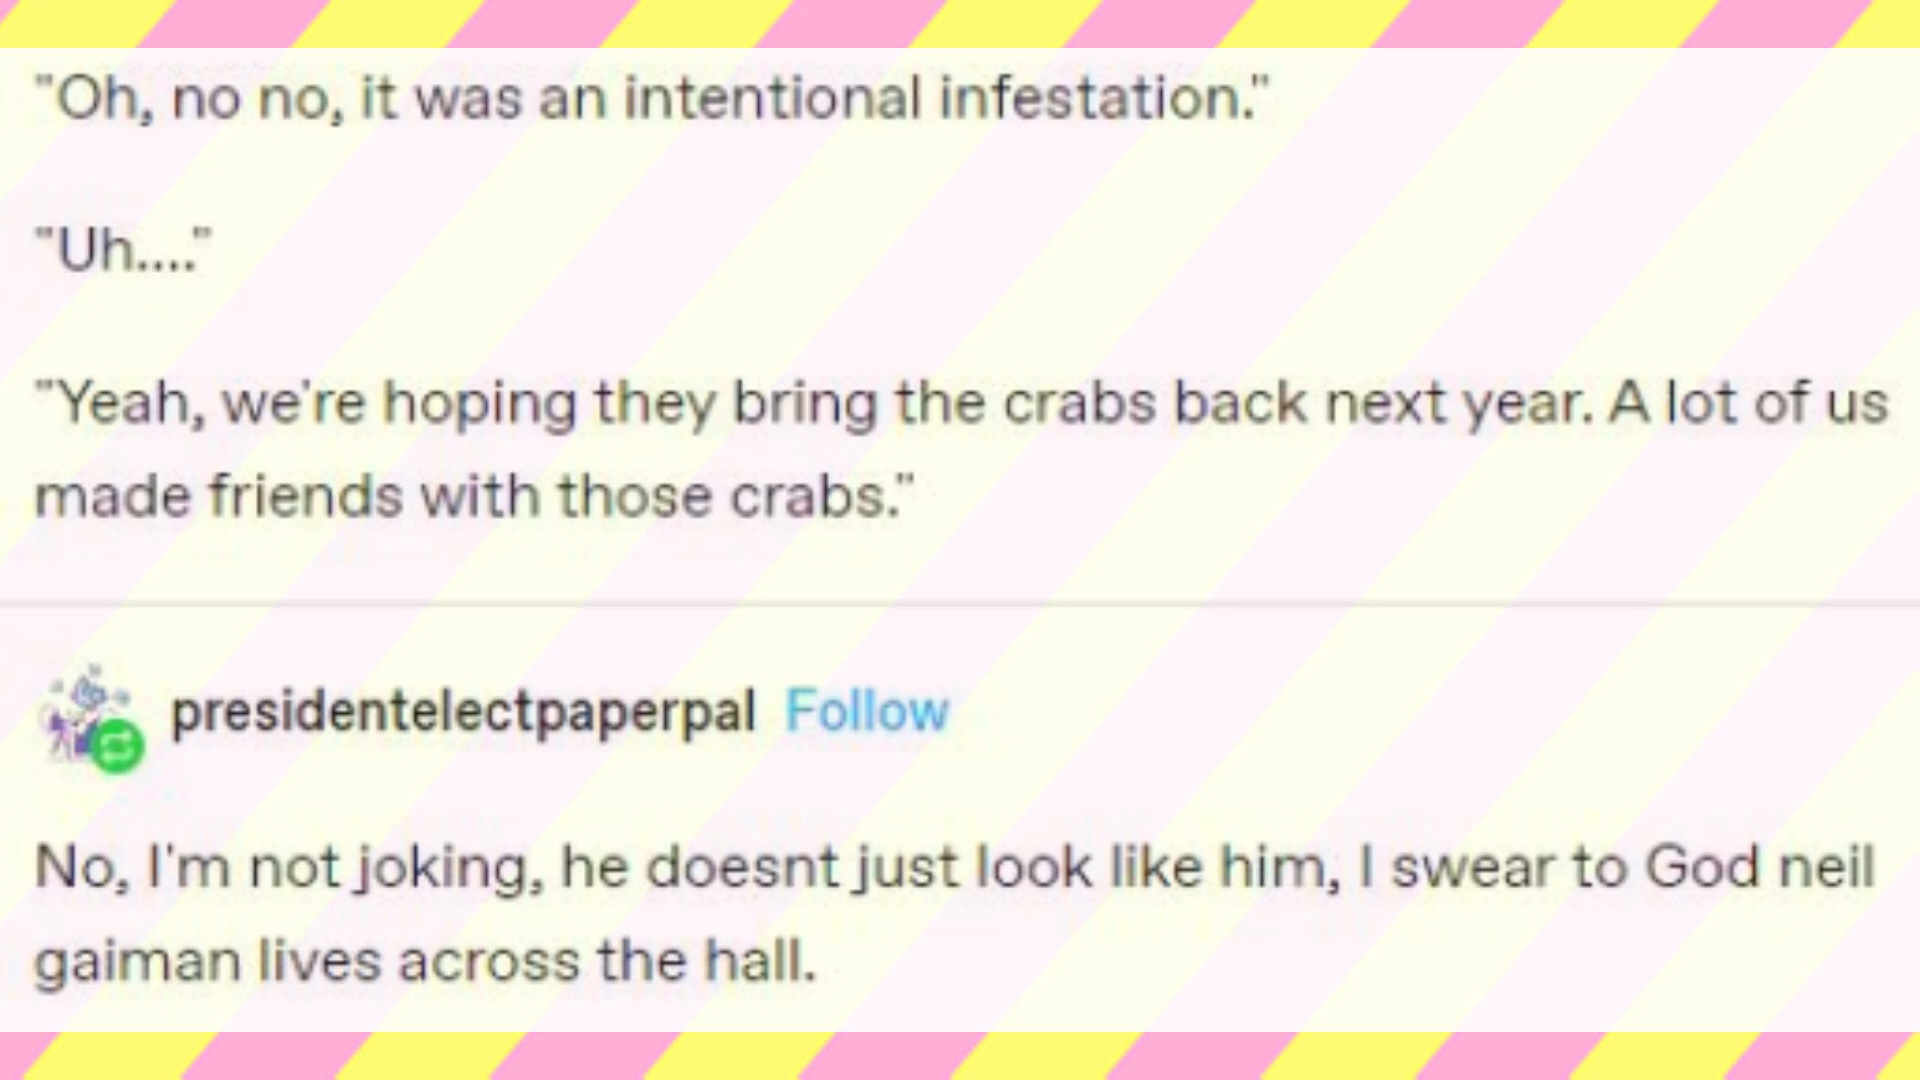 "Oh, no no, it was an intentional infestation."
"Uh...."
"Yeah, we're hoping they bring the crabs back next year. A lot of us
made friends with those crabs."
presidentelectpaperpal Follow
No, I'm not joking, he doesnt just look like him, I swear to God neil
gaiman lives across the hall.